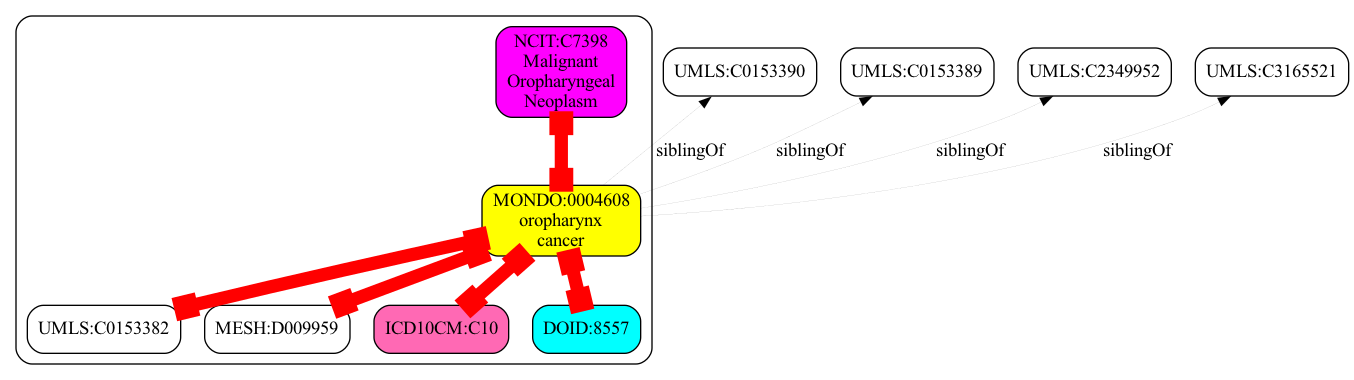 NCIT:C7398
Malignant
Oropharyngeal
Neoplasm
UMLS:C0153390
UMLS:C0153389
UMLS:C2349952
UMLS:C3165521
siblingOf
siblingOf
siblingOf
siblingOf
MONDO:0004608
oropharynx
cancer
UMLS:C0153382
MESH:D009959
ICD10CM:C10
DOID:8557